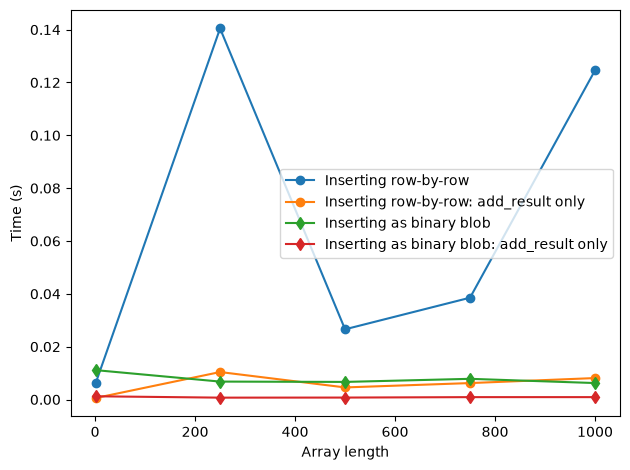 0.14
0.12
0.10
0.08
0.06
0.04
0.02
0.00
Time (s)
Inserting row-by-row
Inserting row-by-row: add_result only
Inserting as binary blob
Inserting as binary blob: add_result only
0 200 400 600 800 1000
Array length